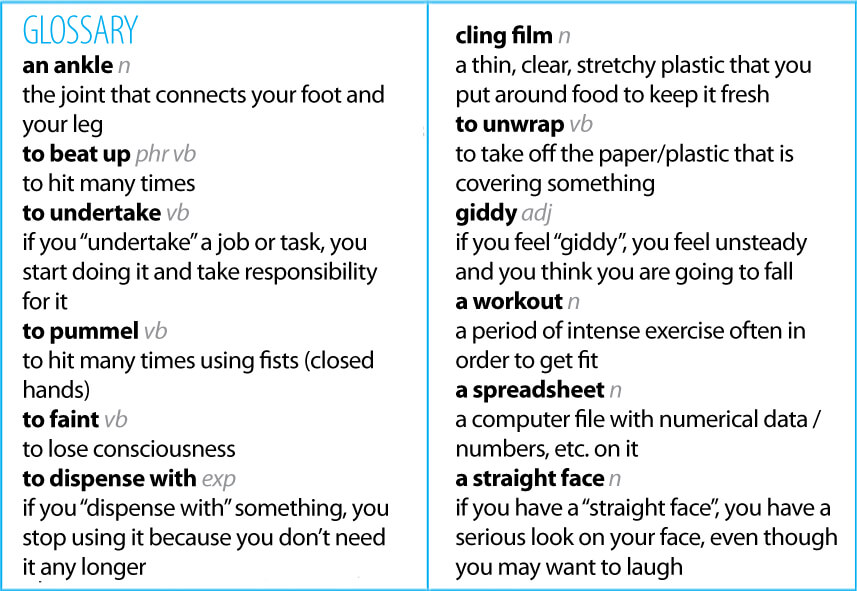 GLOSSARY
an ankle n
the joint that connects your foot and
your leg
to beat up phr vb
to hit many times
to undertake vb
if you “undertake” a job or task, you
start doing it and take responsibility
for it
to pummel vb
to hit many times using fists (closed
hands)
to faint vb
to lose consciousness
to dispense with exp
if you “dispense with” something, you
stop using it because you don’t need
it any longer
cling film n
a thin, clear, stretchy plastic that you
put around food to keep it fresh
to unwrap vb
to take off the paper/plastic that is
covering something
giddy adj
if you feel “giddy”, you feel unsteady
and you think you are going to fall
a workout n
a period of intense exercise often in
order to get fit
a spreadsheet n
a computer file with numerical data /
numbers, etc. on it
a straight face n
if you have a “straight face”, you have a
serious look on your face, even though
you may want to laugh